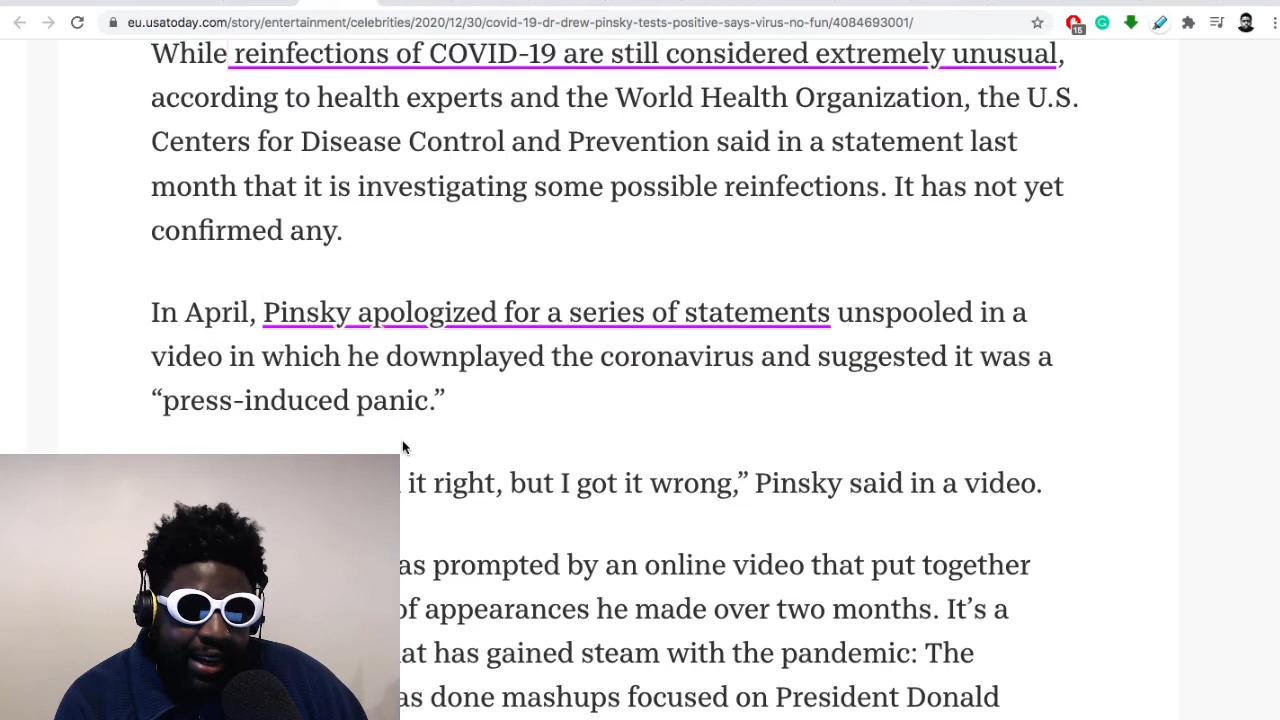 eu.usatoday.com/story/entertainment/celebrities/2020/12/30/covid-19-dr-drew-pinsky-tests-positive-says-virus-no-fun/4084693001/
15
While reinfections of COVID-19 are still considered extremely unusual,
according to health experts and the World Health Organization, the U.S.
Centers for Disease Control and Prevention said in a statement last
month that it is investigating some possible reinfections. It has not yet
confirmed any.
In April, Pinsky apologized for a series of statements unspooled in a
video in which he downplayed the coronavirus and suggested it was a
“press-induced panic.”
it right, but I got it wrong,” Pinsky said in a video.
as prompted by an online video that put together
of appearances he made over two months. It’s a
at has gained steam with the pandemic: The
as done mashups focused on President Donald